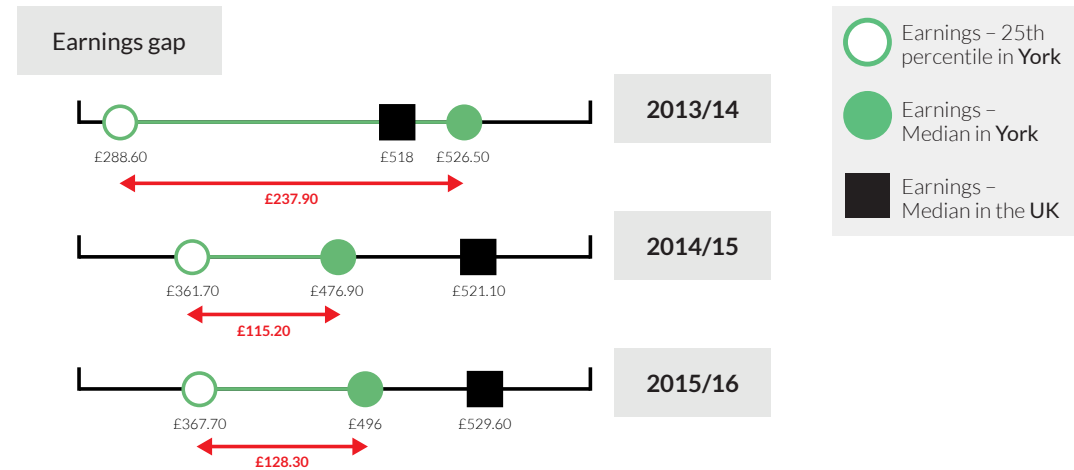 Earnings gap
£288.60
£518
£526.50
£237.90
2013/14
£361.70
£476.90
£521.10
£115.20
2014/15
£367.70
£496
£529.60
£128.30
2015/16
Earnings – 25th
percentile in York
Earnings –
Median in York
Earnings –
Median in the UK